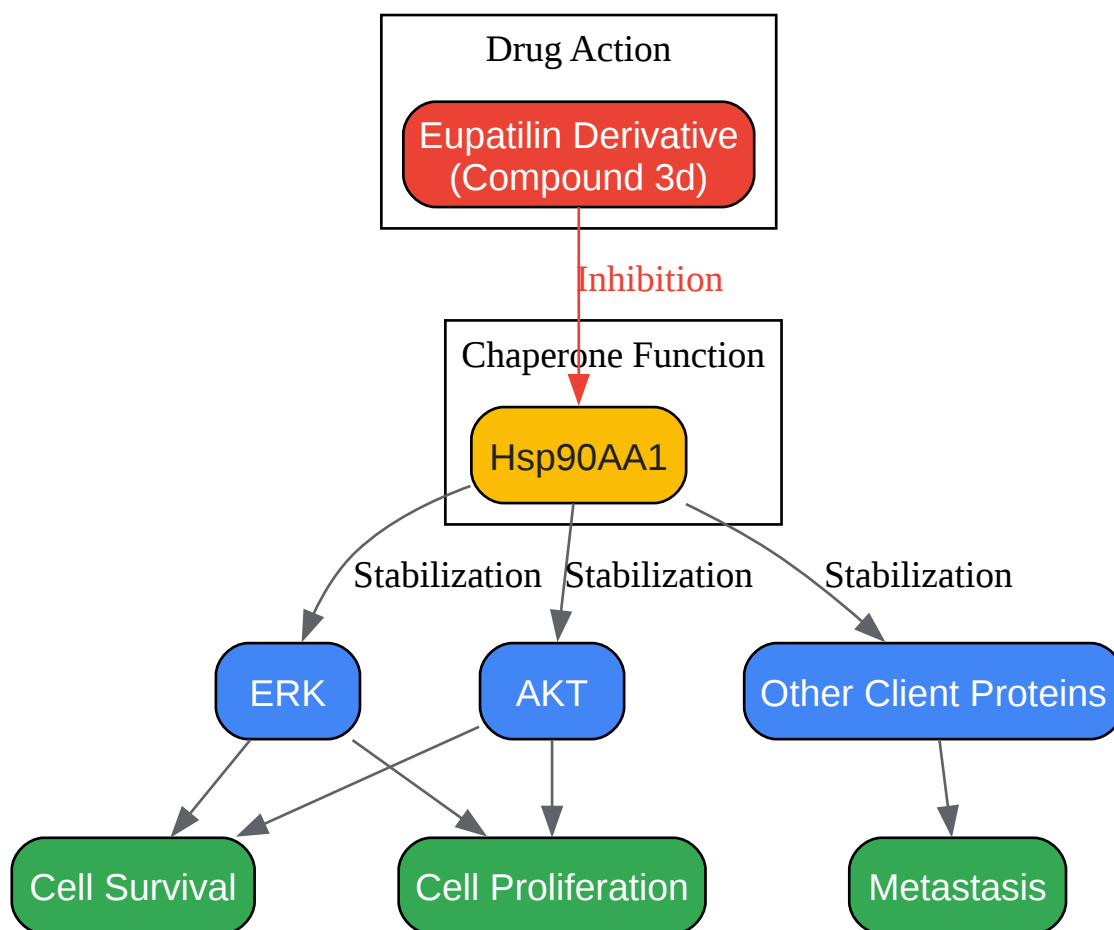 Drug Action
Eupatilin Derivative
(Compound 3d)
Inhibition
Chaperone Function
Hsp90AA1
Stabilization
Stabilization
Stabilization
ERK
AKT
Other Client Proteins
Cell Survival
Cell Proliferation
Metastasis